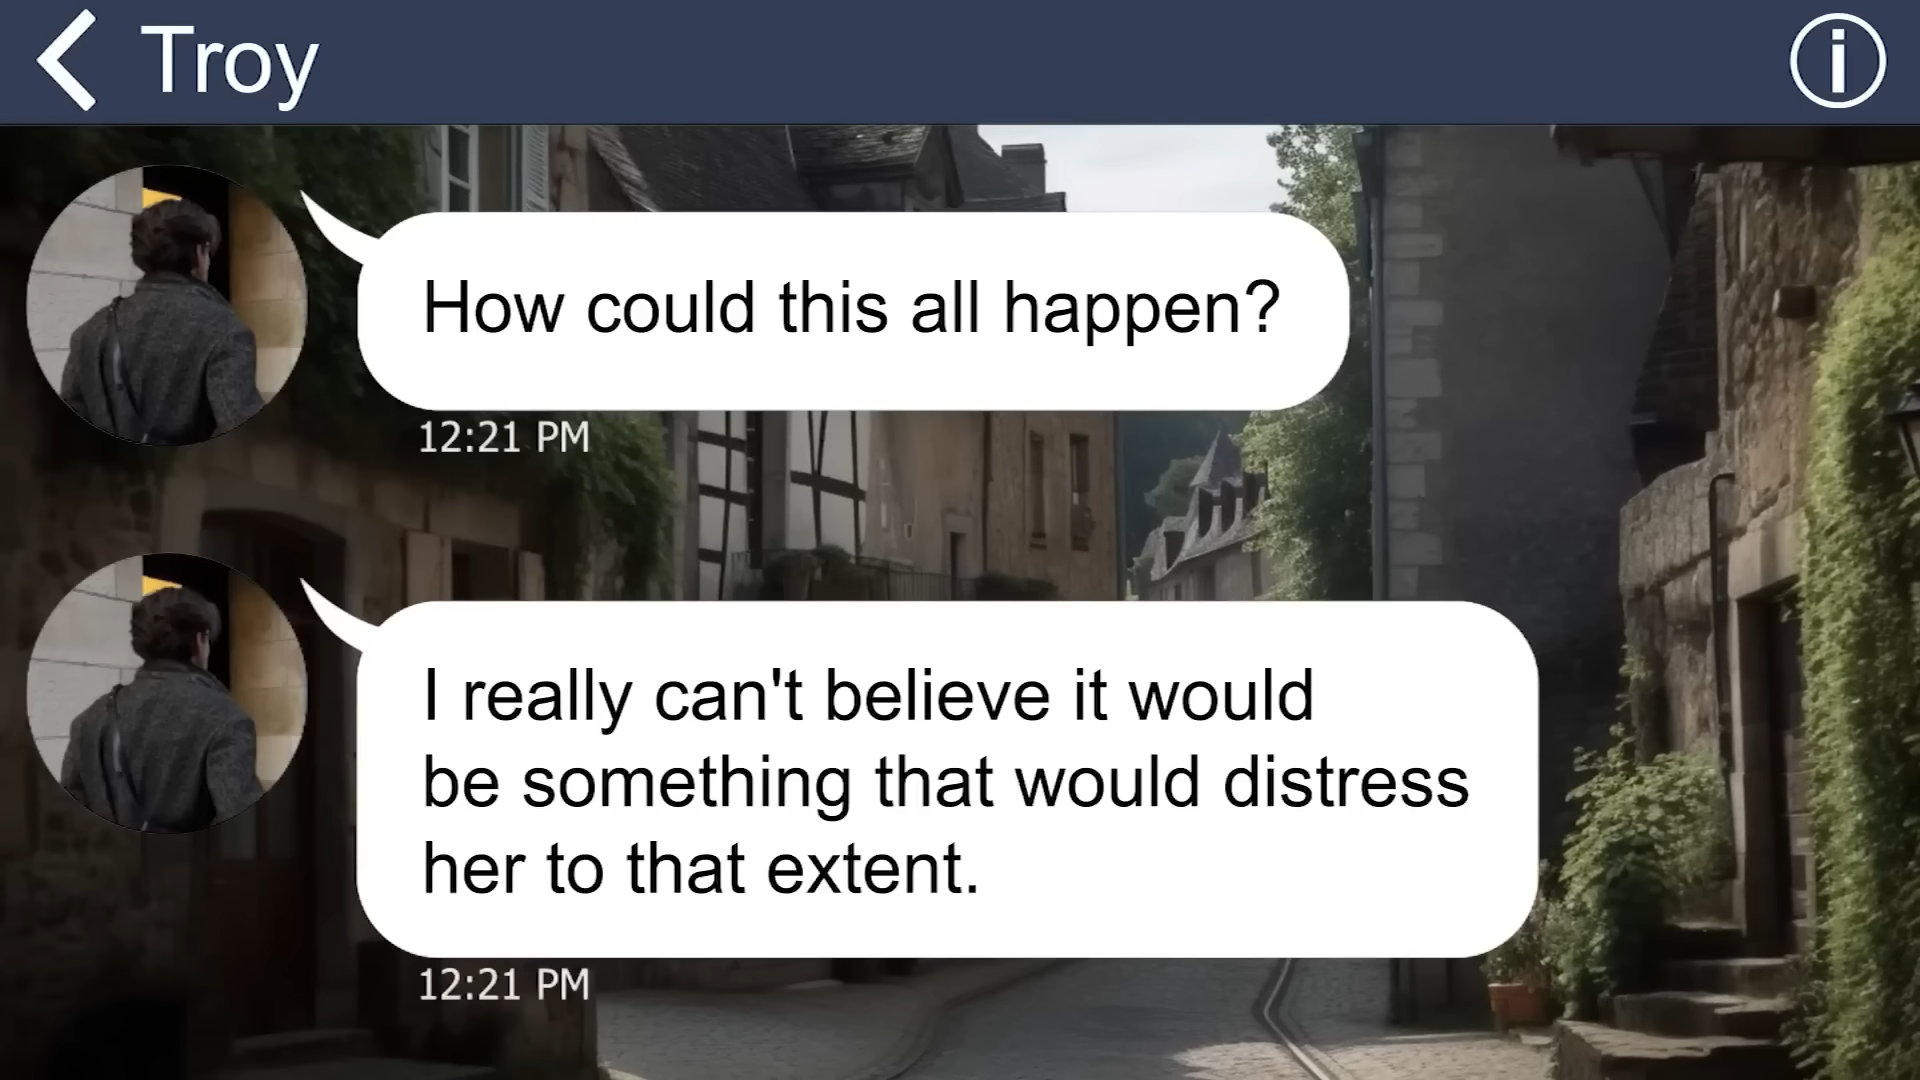 Troy
How could this all happen?
12:21 PM
I really can't believe it would
be something that would distress
her to that extent.
12:21 PM